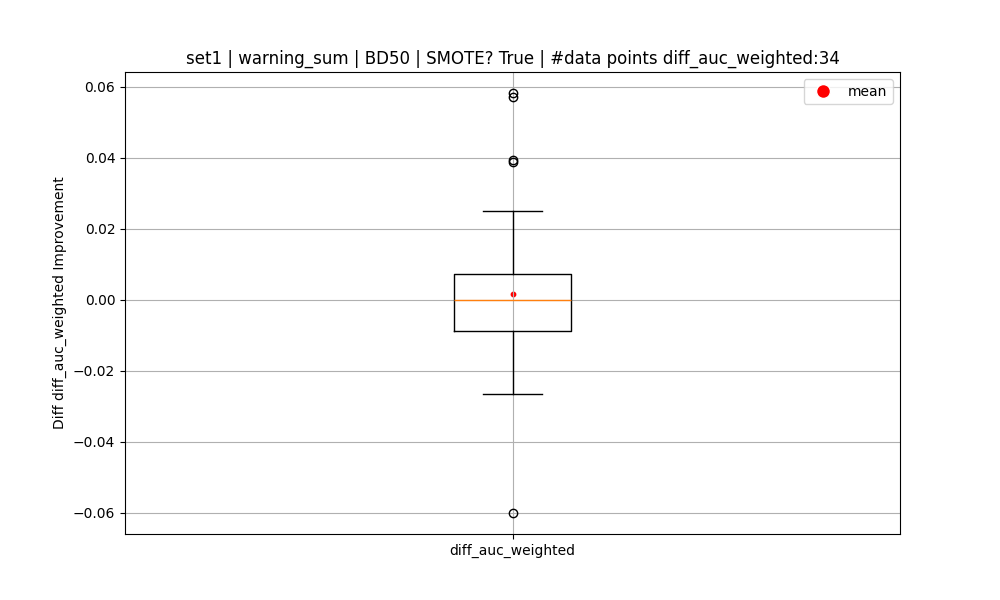 set1 | warning_sum | BD50 | SMOTE? True | #data points diff_auc_weighted:34
mean
0.06
0.04
0.02
0.00
−0.02
−0.04
−0.06
Diff diff_auc_weighted Improvement
diff_auc_weighted